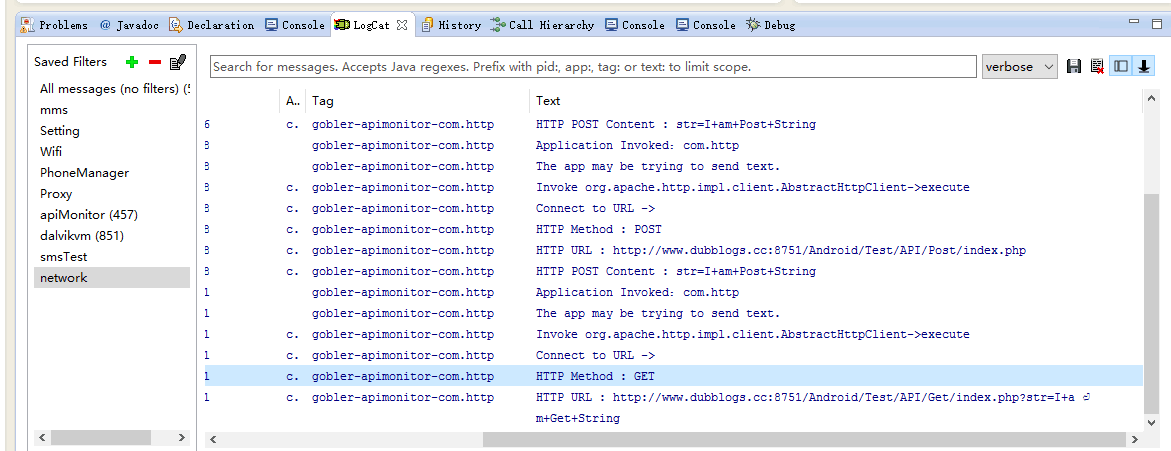 Problems @ Javadoc Declaration Console LogCat History Call Hierarchy Console Console Debug
Saved Filters
All messages (no filters) (
mms
Setting
Wifi
PhoneManager
Proxy
apiMonitor (457)
dalvikvm (851)
smsTest
network
Search for messages. Accepts Java regexes. Prefix with pid:, app:, tag: or text: to limit scope.
verbose
A.. Tag Text
6 c. gobler-apimonitor-com.http HTTP POST Content : str=I+am+Post+String
8 gobler-apimonitor-com.http Application Invoked: com.http
8 gobler-apimonitor-com.http The app may be trying to send text.
8 c. gobler-apimonitor-com.http Invoke org.apache.http.impl.client.AbstractHttpClient->execute
8 c. gobler-apimonitor-com.http Connect to URL ->
8 c. gobler-apimonitor-com.http HTTP Method : POST
8 c. gobler-apimonitor-com.http HTTP URL : http://www.dubblogs.cc:8751/Android/Test/API/Post/index.php
8 c. gobler-apimonitor-com.http HTTP POST Content : str=I+am+Post+String
1 gobler-apimonitor-com.http Application Invoked: com.http
1 gobler-apimonitor-com.http The app may be trying to send text.
1 c. gobler-apimonitor-com.http Invoke org.apache.http.impl.client.AbstractHttpClient->execute
1 c. gobler-apimonitor-com.http Connect to URL ->
1 c. gobler-apimonitor-com.http HTTP Method : GET
1 c. gobler-apimonitor-com.http HTTP URL : http://www.dubblogs.cc:8751/Android/Test/API/Get/index.php?str=I+a
m+Get+String